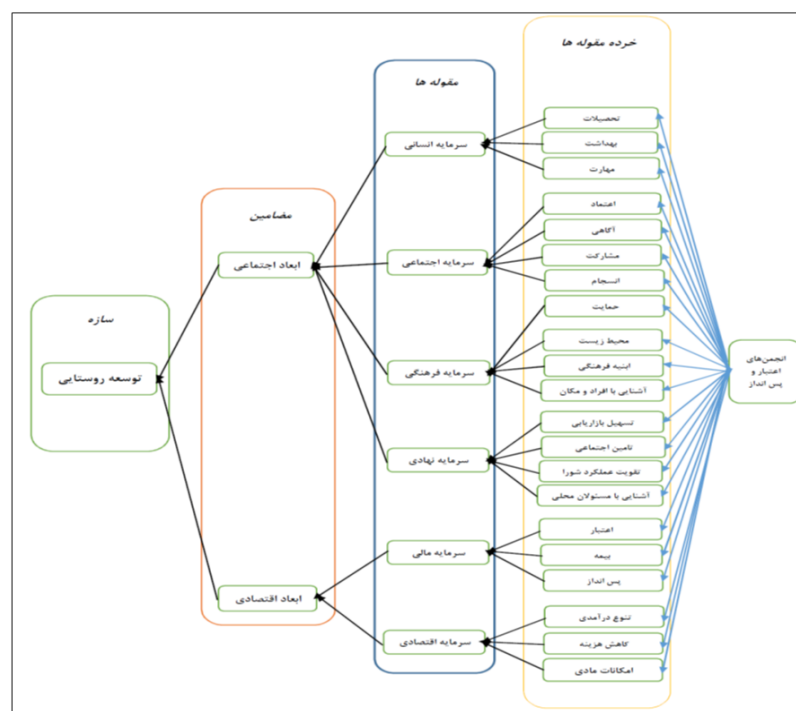 خرده مقوله ها
مقوله ها
مضامین
سازه
تحصیلات
بهداشت
مهارت
اعتماد
آگاهی
مشارکت
انسجام
حمایت
محیط زیست
ابنیه فرهنگی
آشنایی با افراد و مکان
تسهیل بازاریابی
تامین اجتماعی
تقویت عملکرد شورا
آشنایی با مسئولان محلی
اعتبار
بیمه
پس انداز
تنوع درآمدی
کاهش هزینه
امکانات مادی
سرمایه انسانی
سرمایه اجتماعی
سرمایه فرهنگی
سرمایه نهادی
سرمایه مالی
سرمایه اقتصادی
ابعاد اجتماعی
ابعاد اقتصادی
توسعه روستایی
انجمن‌های
اعتبار و
پس انداز